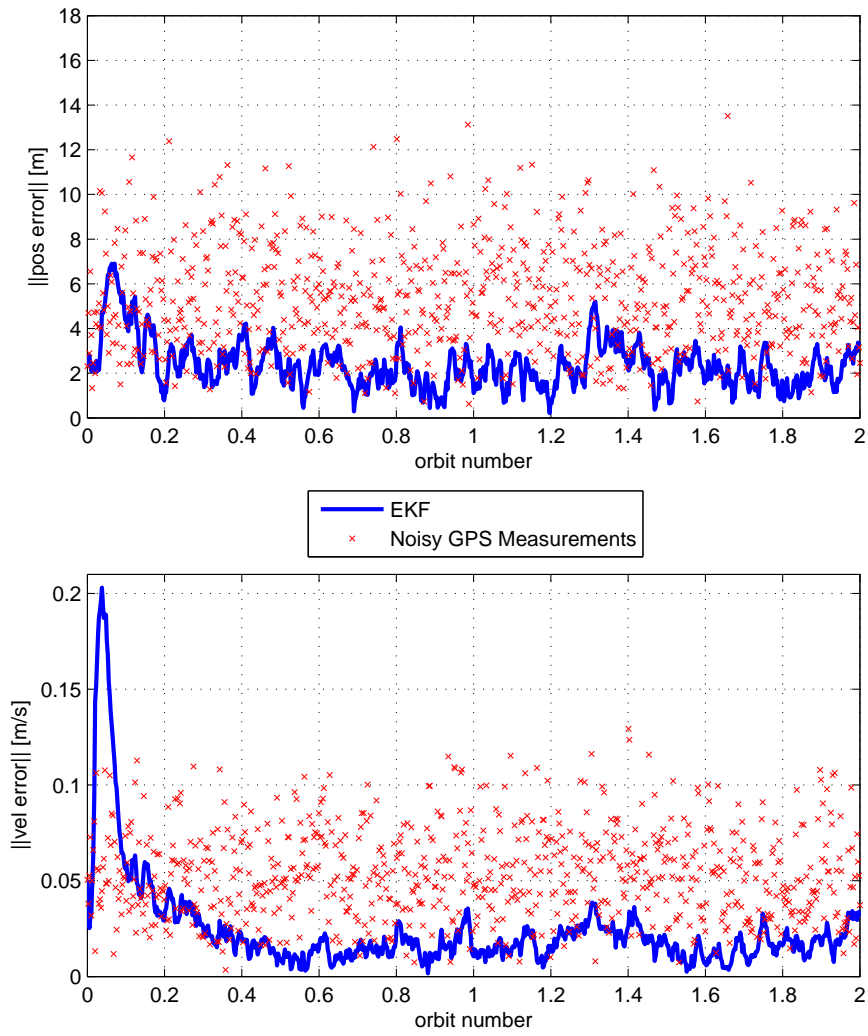 18
16
14
12
10
8
6
4
2
0
||pos error|| [m]
0 0.2 0.4 0.6 0.8 1 1.2 1.4 1.6 1.8 2
orbit number
EKF
Noisy GPS Measurements
0.2
0.15
0.1
0.05
0
||vel error|| [m/s]
0 0.2 0.4 0.6 0.8 1 1.2 1.4 1.6 1.8 2
orbit number